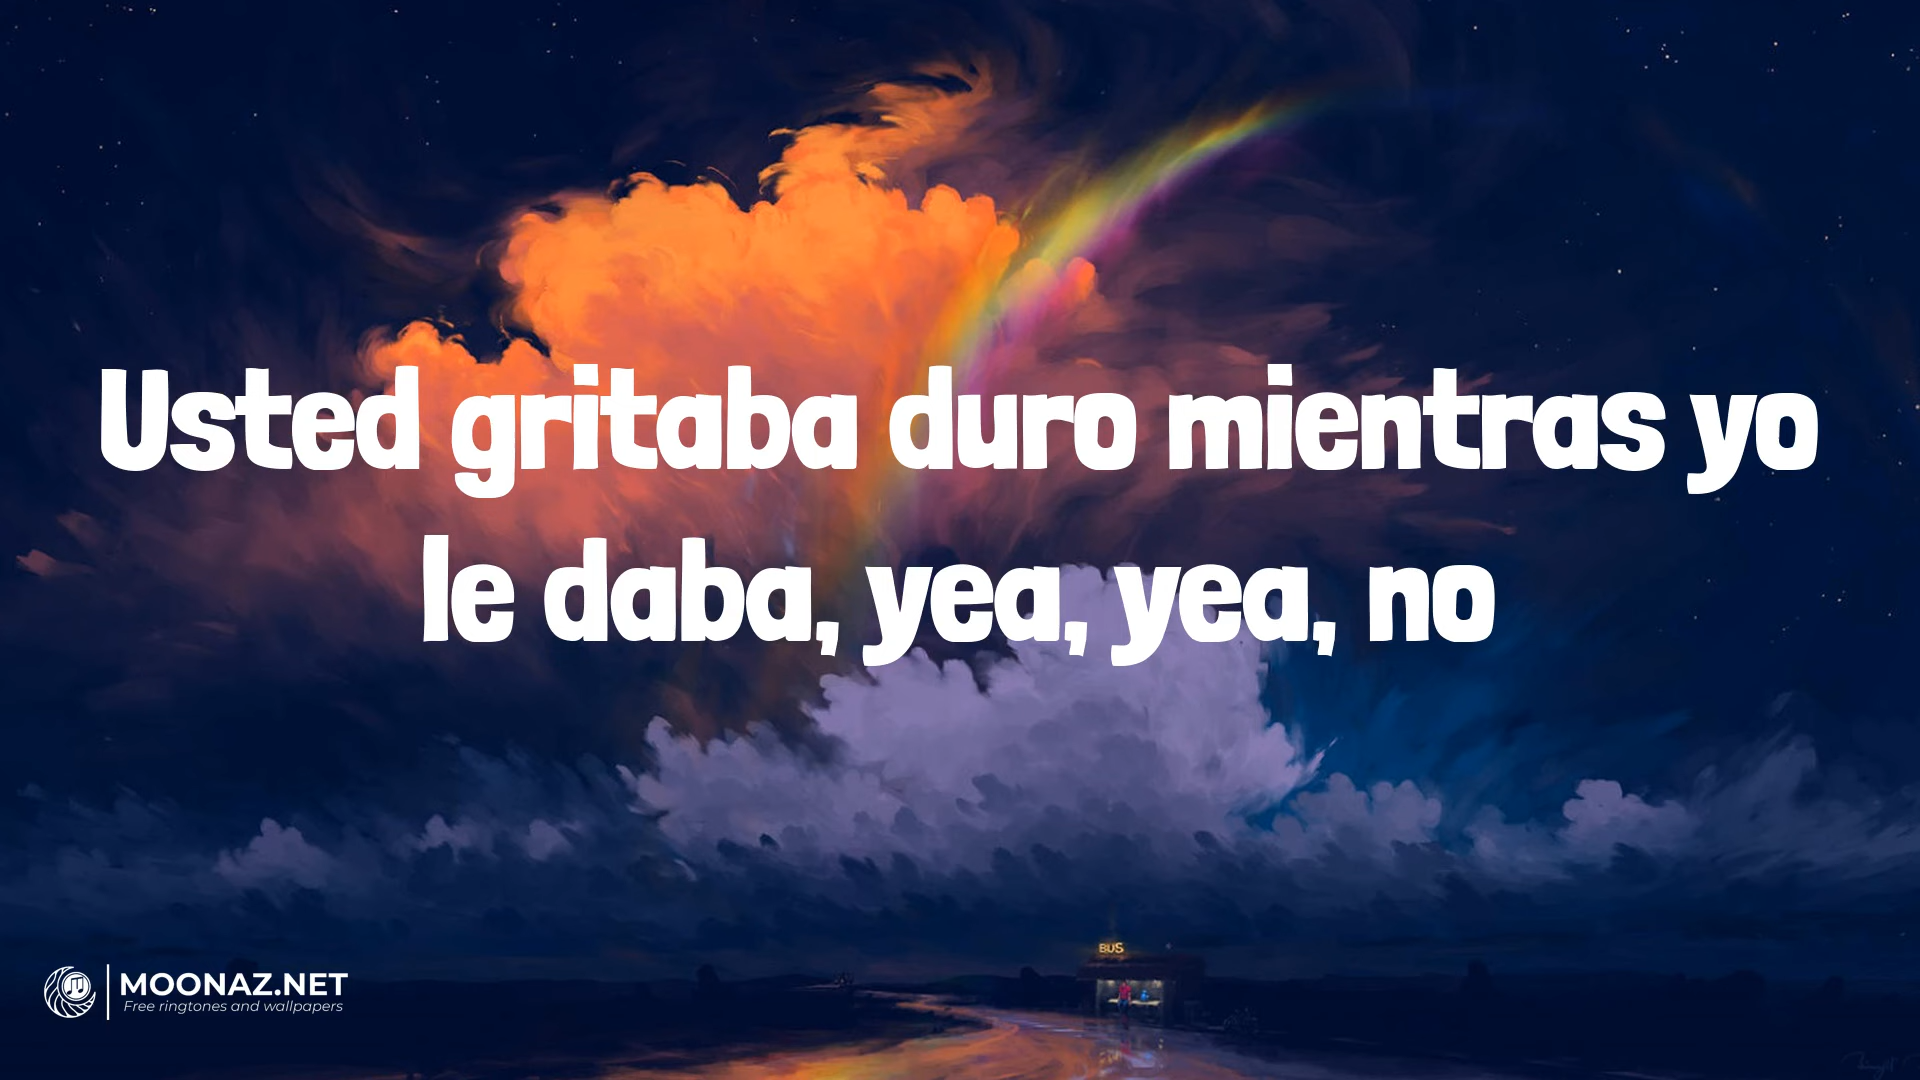 Usted gritaba duro mientras yo
le daba, yea, yea, no
BUS
MOONAZ.NET
Free ringtones and wallpapers